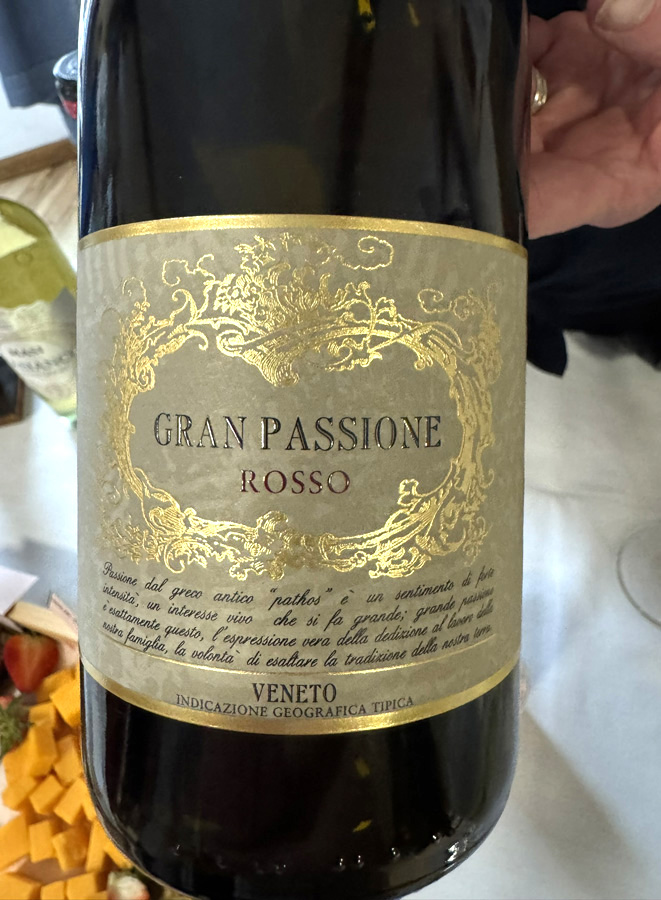 GRAN PASSIONE
ROSSO
Passione dal greco antico "pathos" è un sentimento di forte
intensità, un interesse vivo che si fa grande; grande passione
è esattamente questo, l'espressione vera della dedizione al lavoro della
nostra famiglia, la volontà di esaltare la tradizione della nostra terra.
VENETO
INDICAZIONE GEOGRAFICA TIPICA